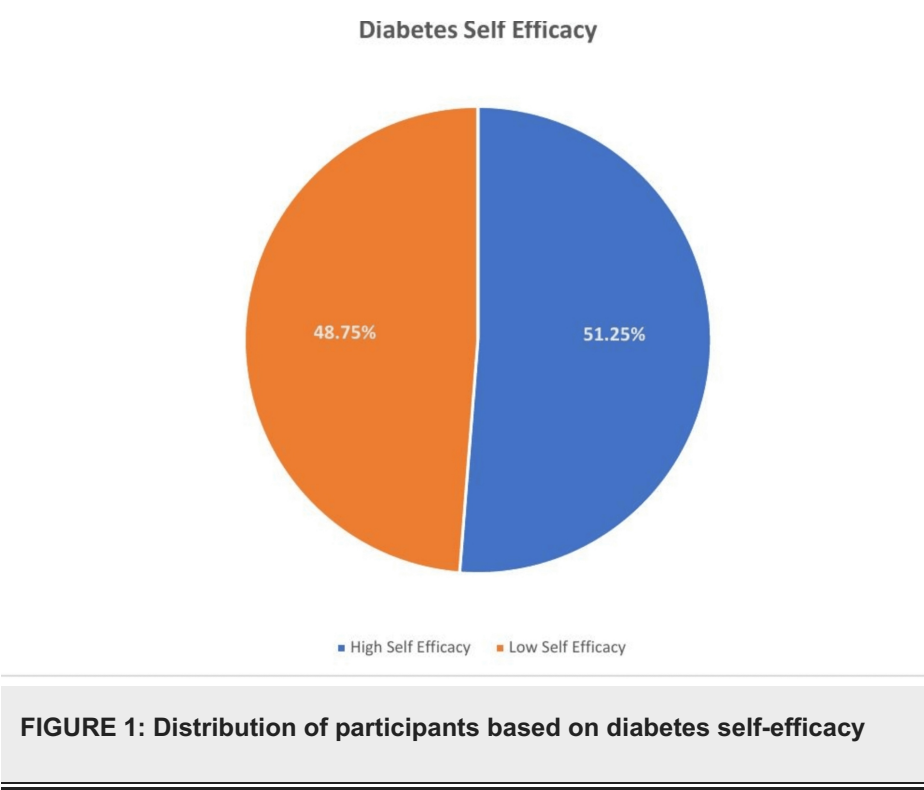 Diabetes Self Efficacy
48.75%
51.25%
High Self Efficacy
Low Self Efficacy
FIGURE 1: Distribution of participants based on diabetes self-efficacy